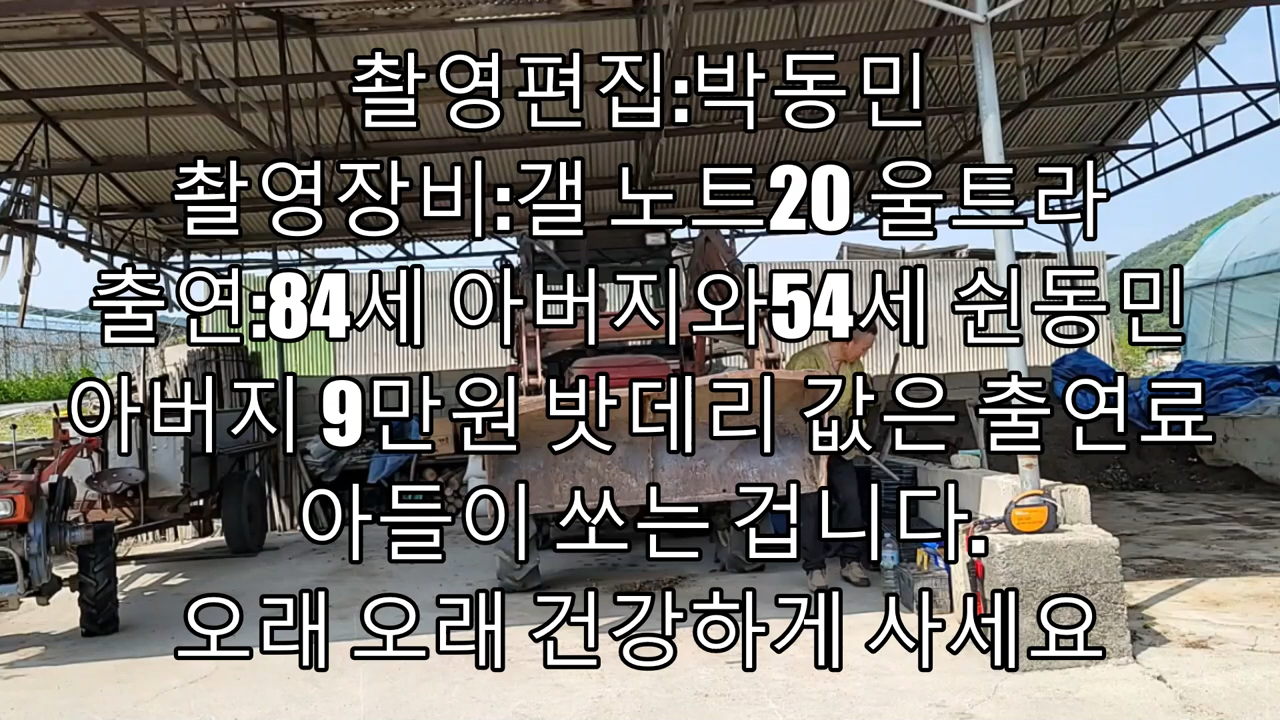 촬영편집:박동민
촬영장비:갤 노트20 울트라
출연:84세 아버지와54세 쉰동민
아버지 9만원 밧데리 값은 출연료
아들이 쏘는 겁니다.
오래 오래 건강하게 사세요